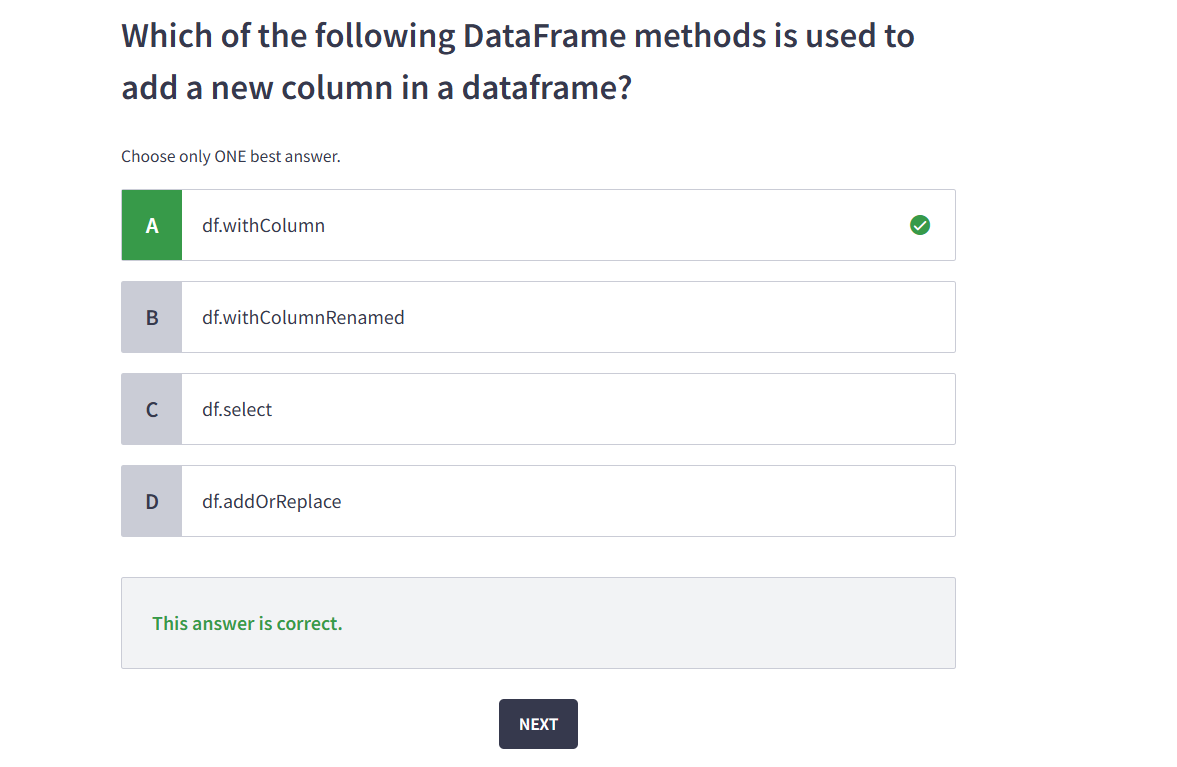 Which of the following DataFrame methods is used to
add a new column in a dataframe?
Choose only ONE best answer.
A df.withColumn
B df.withColumnRenamed
C df.select
D df.addOrReplace
This answer is correct.
NEXT